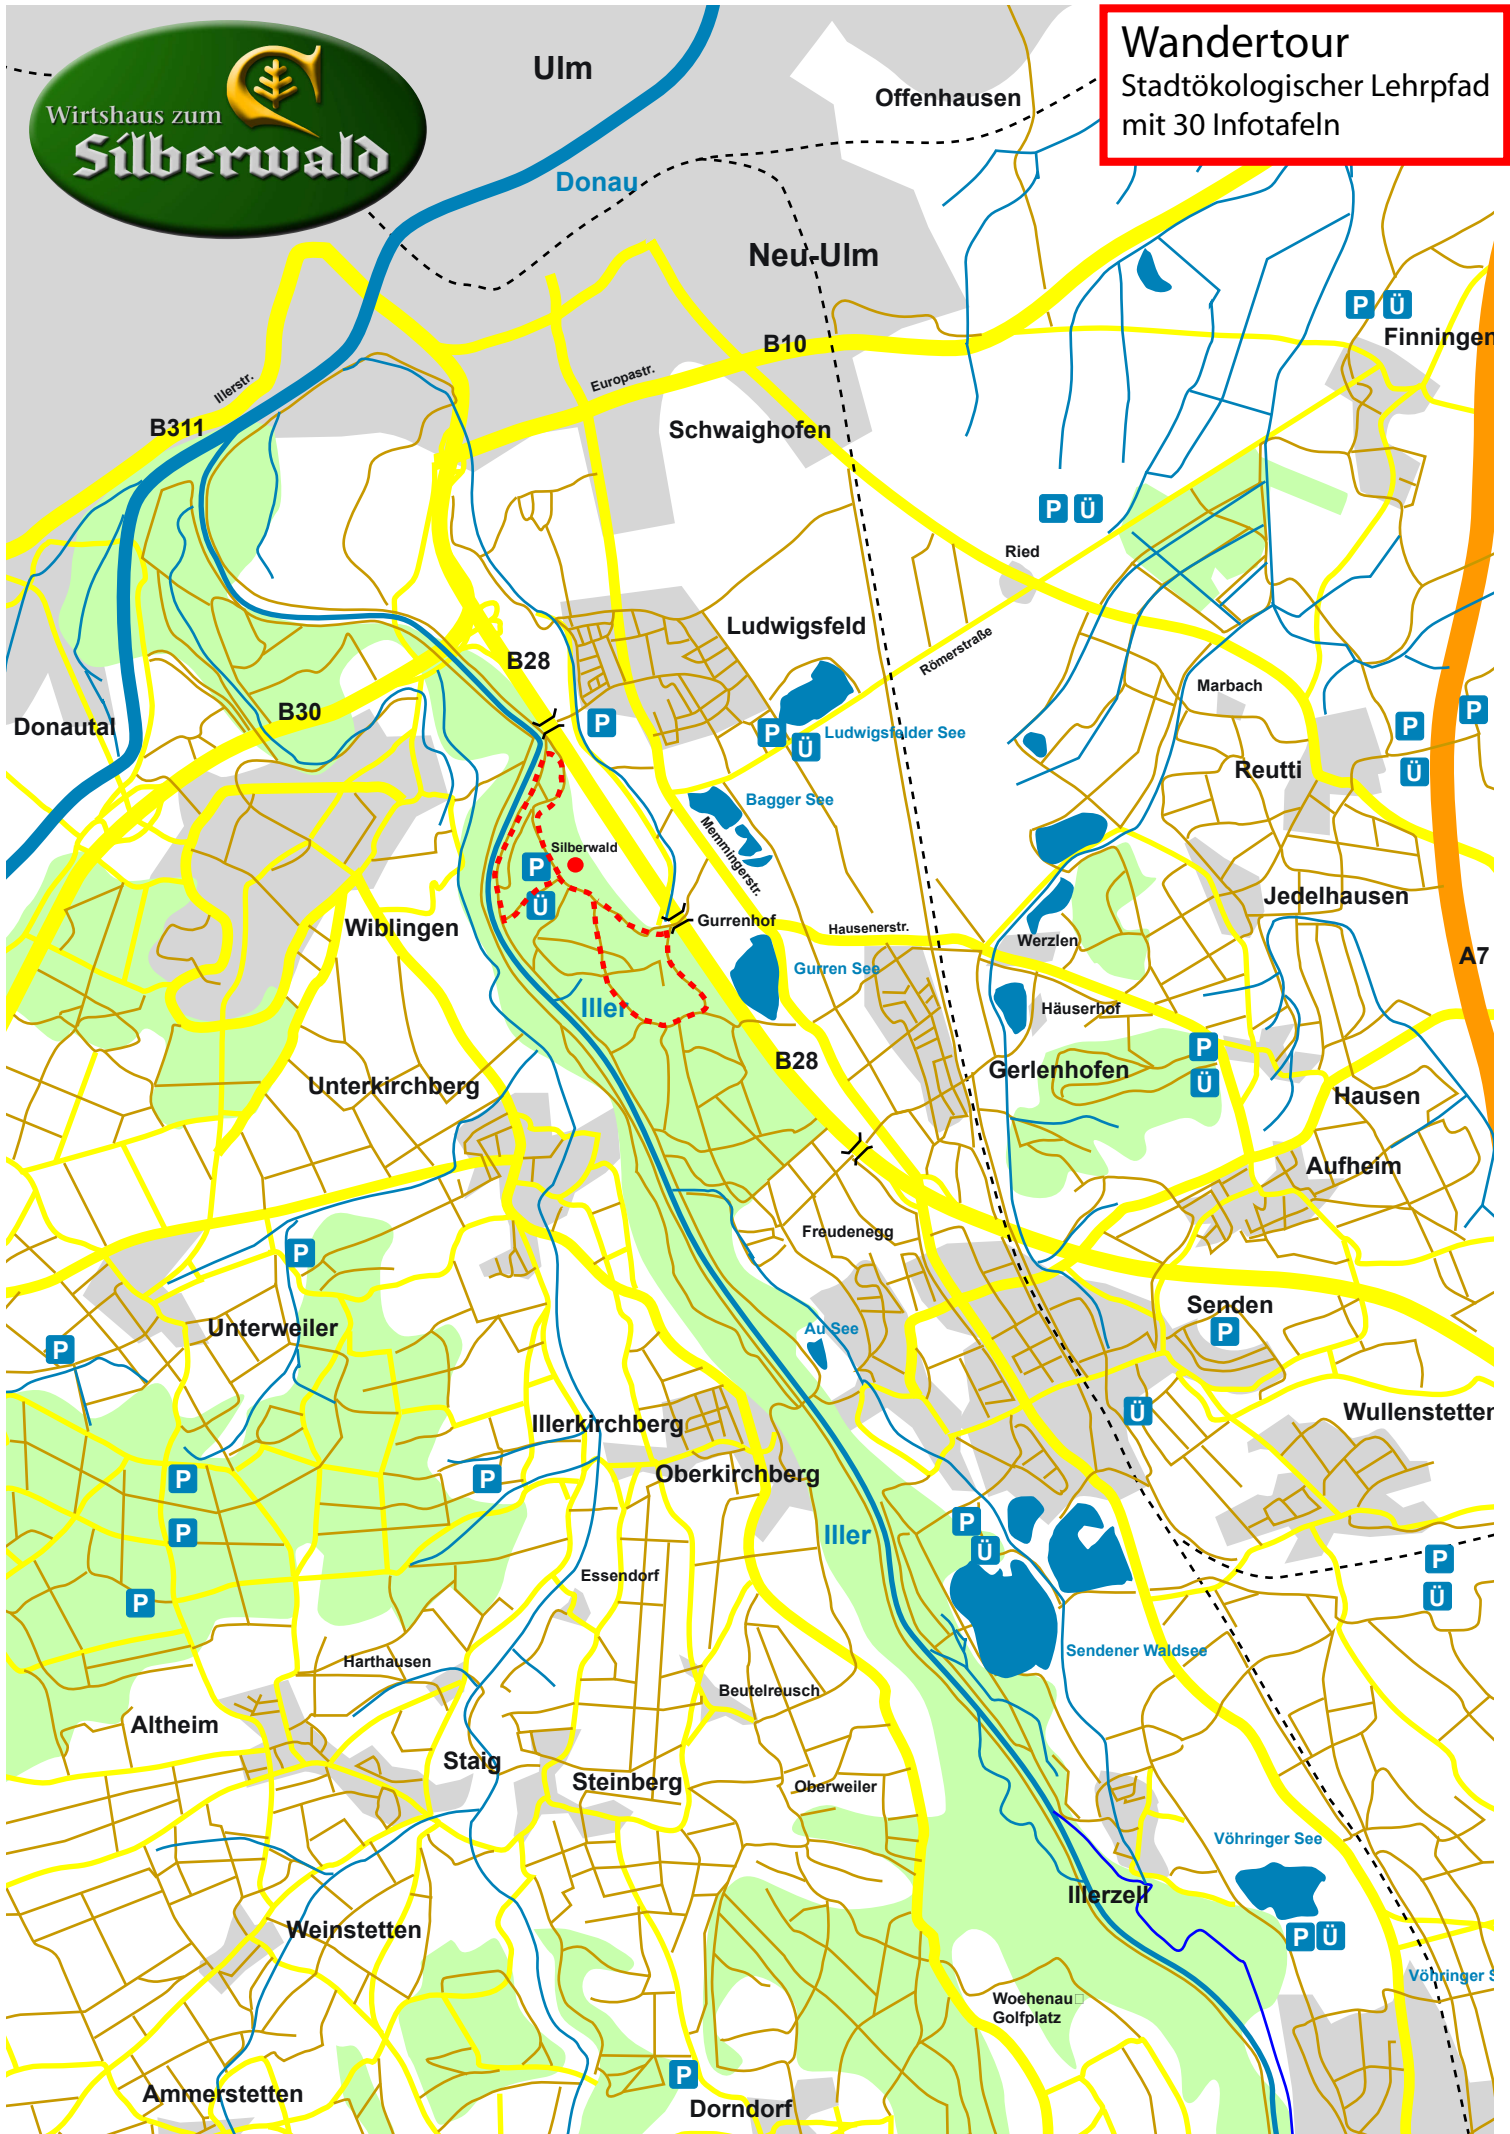 Wirtshaus zum
Silberwald
Wandertour
Stadtökologischer Lehrpfad
mit 30 Infotafeln
Ulm
Offenhausen
Donau
Neu-Ulm
P Ü
Finningen
B10
Illerstr.
Europastr.
B311
Schwaighofen
P Ü
Ried
Ludwigsfeld
Römerstraße
B28
Marbach
B30
P
P
P
Donautal
P
Ü
Ludwigsfelder See
Reutti
Ü
Bagger See
Memmingerstr.
Silberwald
P
Ü
Jedelhausen
Wiblingen
Gurrenhof
Hausenerstr.
Werzlen
A7
Gurren See
Iller
Häuserhof
P
Ü
B28
Gerlenhofen
Unterkirchberg
Hausen
Aufheim
Freudenegg
P
Senden
P
Unterweiler
Au See
P
Ü
Wullenstetten
Illerkirchberg
P
P
Oberkirchberg
P
Iller
P
Ü
P
Ü
Essendorf
P
Harthausen
Sendener Waldsee
Beutelreusch
Altheim
Staig
Steinberg
Oberweiler
Vöhringer See
Illerzell
Weinstetten
P Ü
Vöhringer S
Woehenau
Golfplatz
P
Ammerstetten
Dorndorf